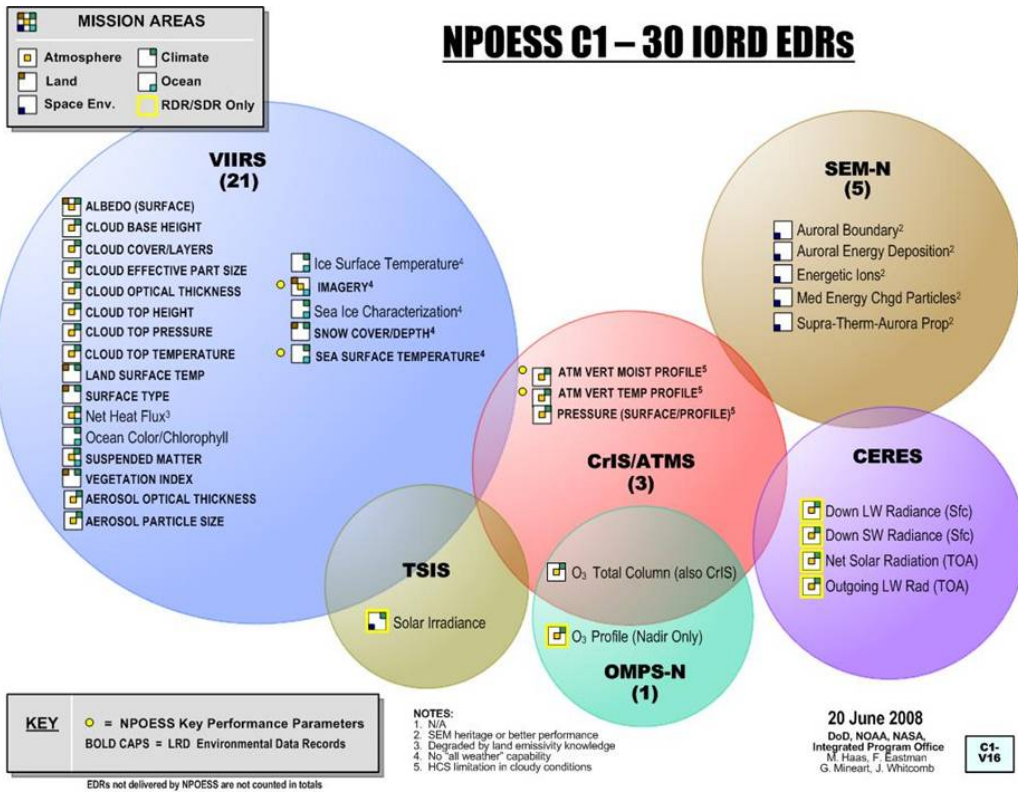 MISSION AREAS
Atmosphere
Climate
Land
Ocean
Space Env.
RDR/SDR Only
NPOESS C1 – 30 IORD EDRs
VIIRS
(21)
ALBEDO (SURFACE)
CLOUD BASE HEIGHT
CLOUD COVER/LAYERS
CLOUD EFFECTIVE PART SIZE
CLOUD OPTICAL THICKNESS
CLOUD TOP HEIGHT
CLOUD TOP PRESSURE
CLOUD TOP TEMPERATURE
LAND SURFACE TEMP
SURFACE TYPE
Net Heat Flux³
Ocean Color/Chlorophyll
SUSPENDED MATTER
VEGETATION INDEX
AEROSOL OPTICAL THICKNESS
AEROSOL PARTICLE SIZE
Ice Surface Temperature⁴
IMAGERY⁴
Sea Ice Characterization⁴
SNOW COVER/DEPTH⁴
SEA SURFACE TEMPERATURE⁴
SEM-N
(5)
Auroral Boundary²
Auroral Energy Deposition²
Energetic Ions²
Med Energy Chgd Particles²
Supra-Therm-Aurora Prop²
ATM VERT MOIST PROFILE⁵
ATM VERT TEMP PROFILE⁵
PRESSURE (SURFACE/PROFILE)⁵
CrIS/ATMS
(3)
CERES
Down LW Radiance (Sfc)
Down SW Radiance (Sfc)
Net Solar Radiation (TOA)
Outgoing LW Rad (TOA)
TSIS
Solar Irradiance
O₃ Total Column (also CrIS)
O₃ Profile (Nadir Only)
OMPS-N
(1)
KEY
= NPOESS Key Performance Parameters
BOLD CAPS = LRD Environmental Data Records
EDRs not delivered by NPOESS are not counted in totals
NOTES:
1. N/A
2. SEM heritage or better performance
3. Degraded by land emissivity knowledge
4. No "all weather" capability
5. HCS limitation in cloudy conditions
20 June 2008
DoD, NOAA, NASA,
Integrated Program Office
M. Haas, F. Eastman
G. Mineart, J. Whitcomb
C1-
V16